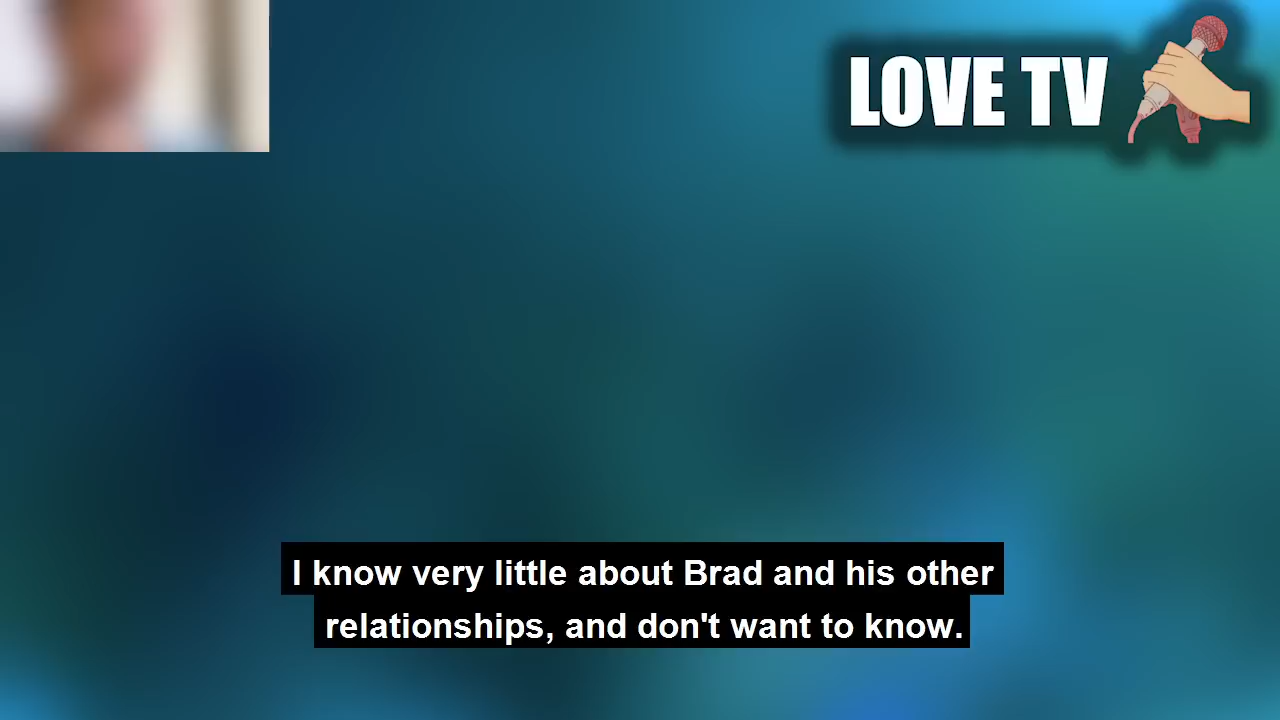 LOVE TV
I know very little about Brad and his other
relationships, and don't want to know.